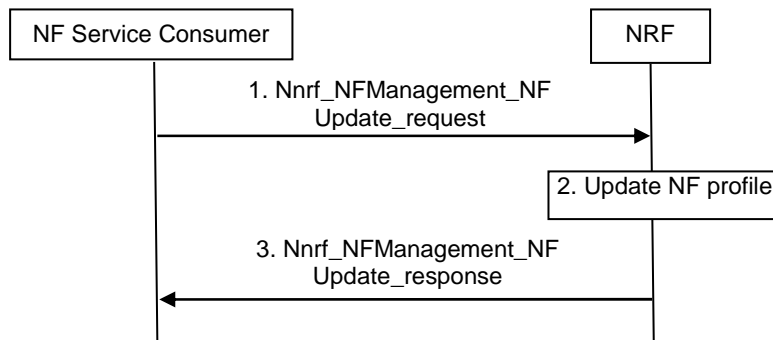 NF Service Consumer
NRF
1. Nnrf_NFManagement_NF
Update_request
2. Update NF profile
3. Nnrf_NFManagement_NF
Update_response